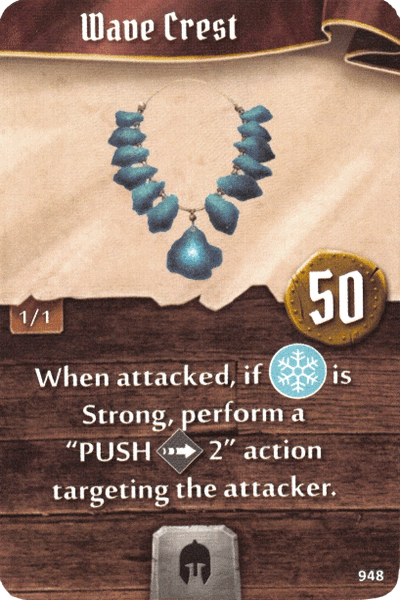 Wave Crest
50
1/1
When attacked, if is
Strong, perform a
“PUSH 2” action
targeting the attacker.
948